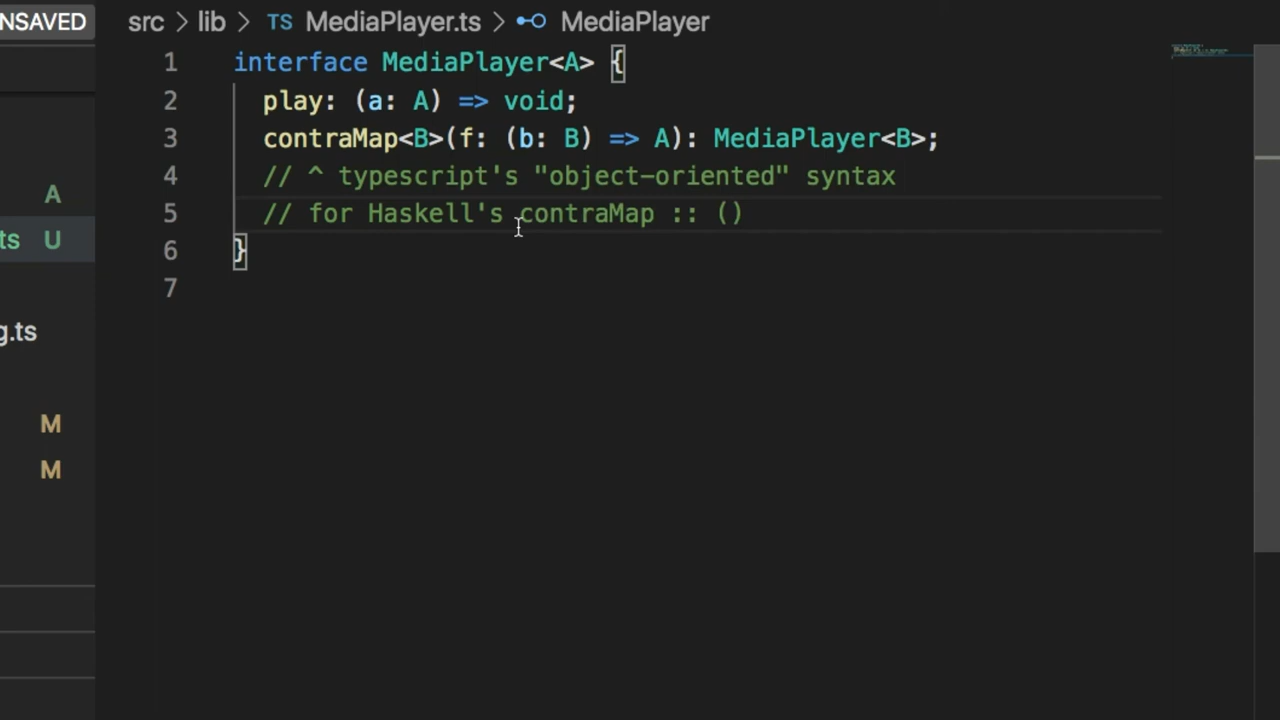 NSAVED
src > lib > TS MediaPlayer.ts > MediaPlayer
1 interface MediaPlayer<A> {
2 play: (a: A) => void;
3 contraMap<B>(f: (b: B) => A): MediaPlayer<B>;
A
4 // ^ typescript's "object-oriented" syntax
5 // for Haskell's contraMap :: ()
ts U
6 }
7
g.ts
M
M